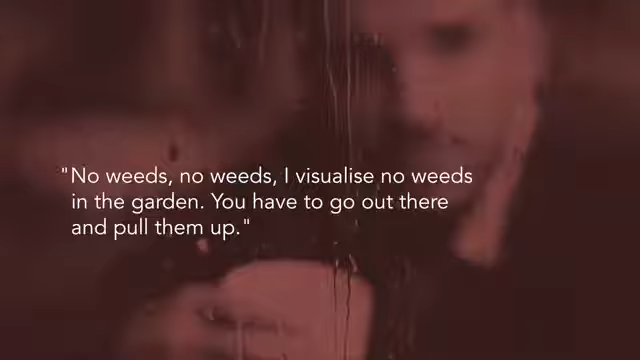 "No weeds, no weeds, I visualise no weeds
in the garden. You have to go out there
and pull them up."